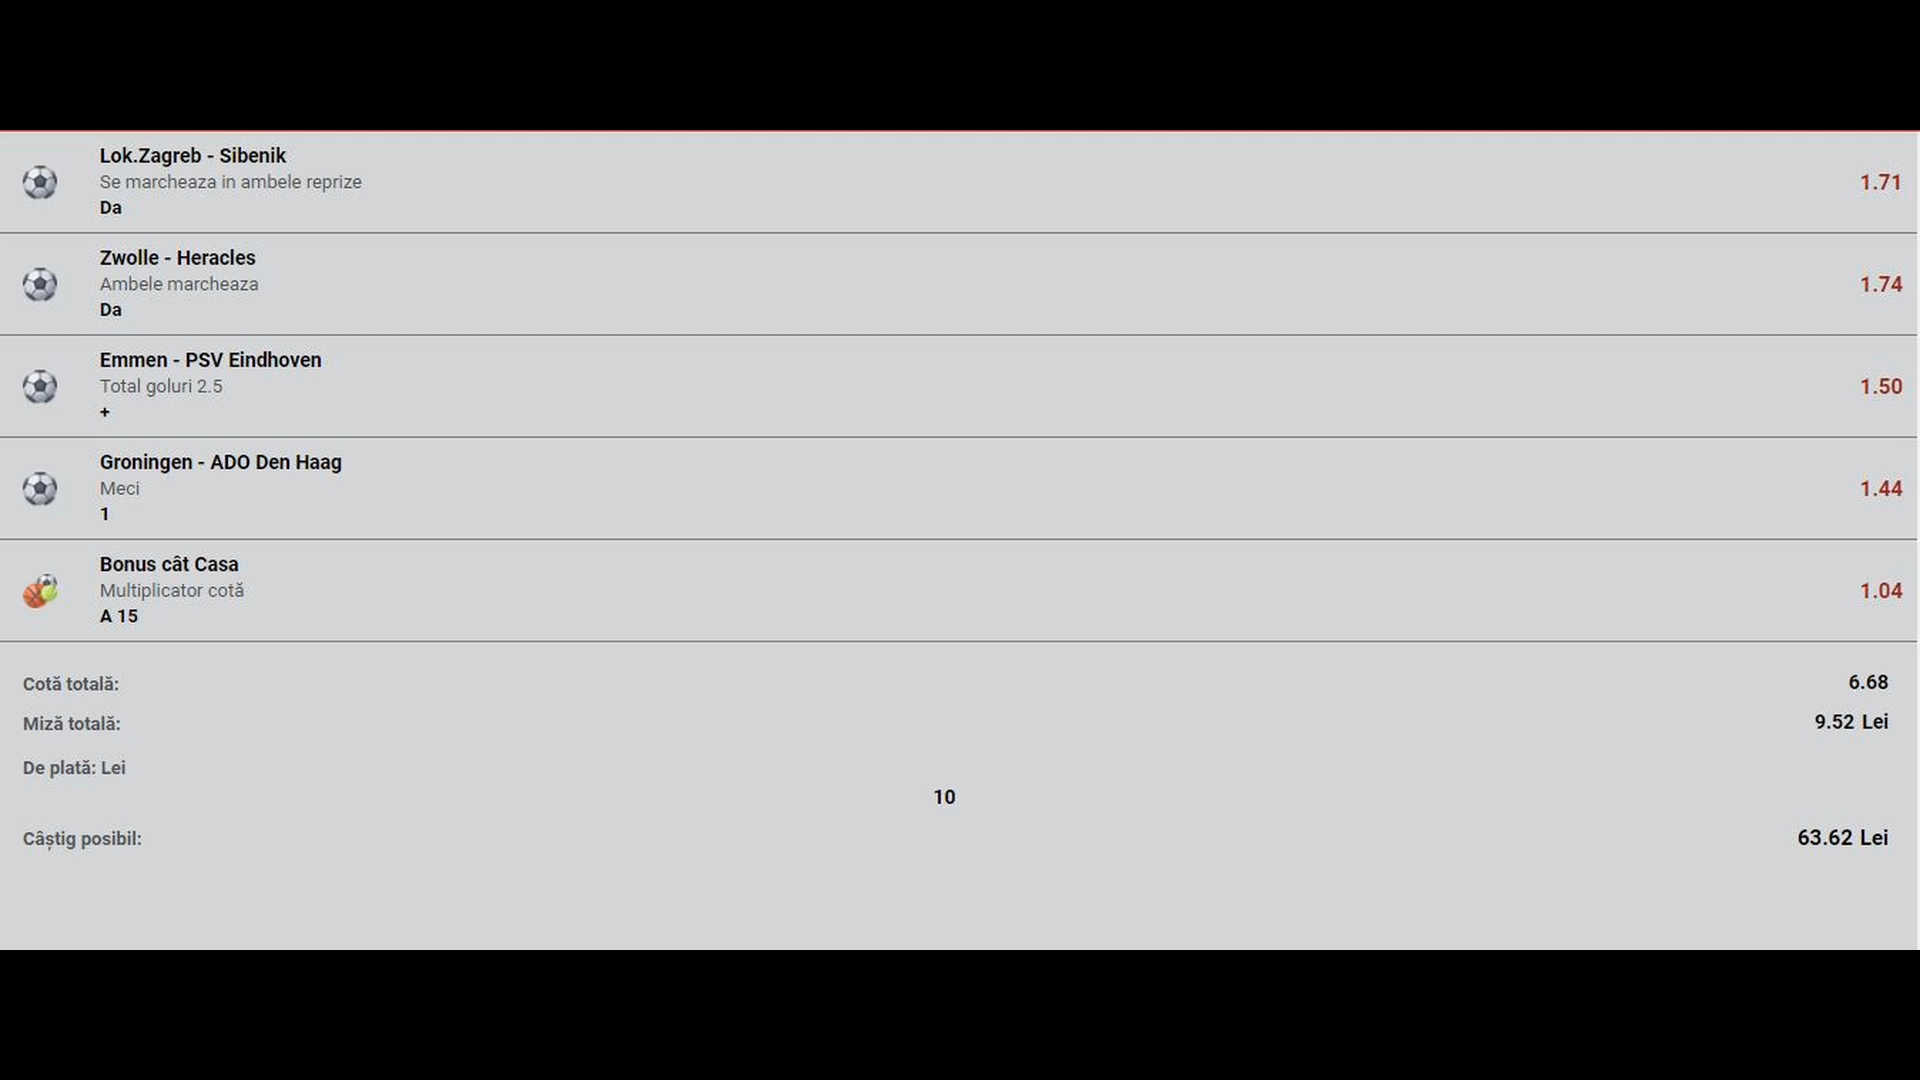 Lok.Zagreb - Sibenik
Se marcheaza in ambele reprize
1.71
Da
Zwolle - Heracles
Ambele marcheaza
1.74
Da
Emmen - PSV Eindhoven
Total goluri 2.5
1.50
+
Groningen - ADO Den Haag
Meci
1.44
1
Bonus cât Casa
Multiplicator cotă
1.04
A 15
Cotă totală: 6.68
Miză totală: 9.52 Lei
De plată: Lei
10
Câștig posibil: 63.62 Lei